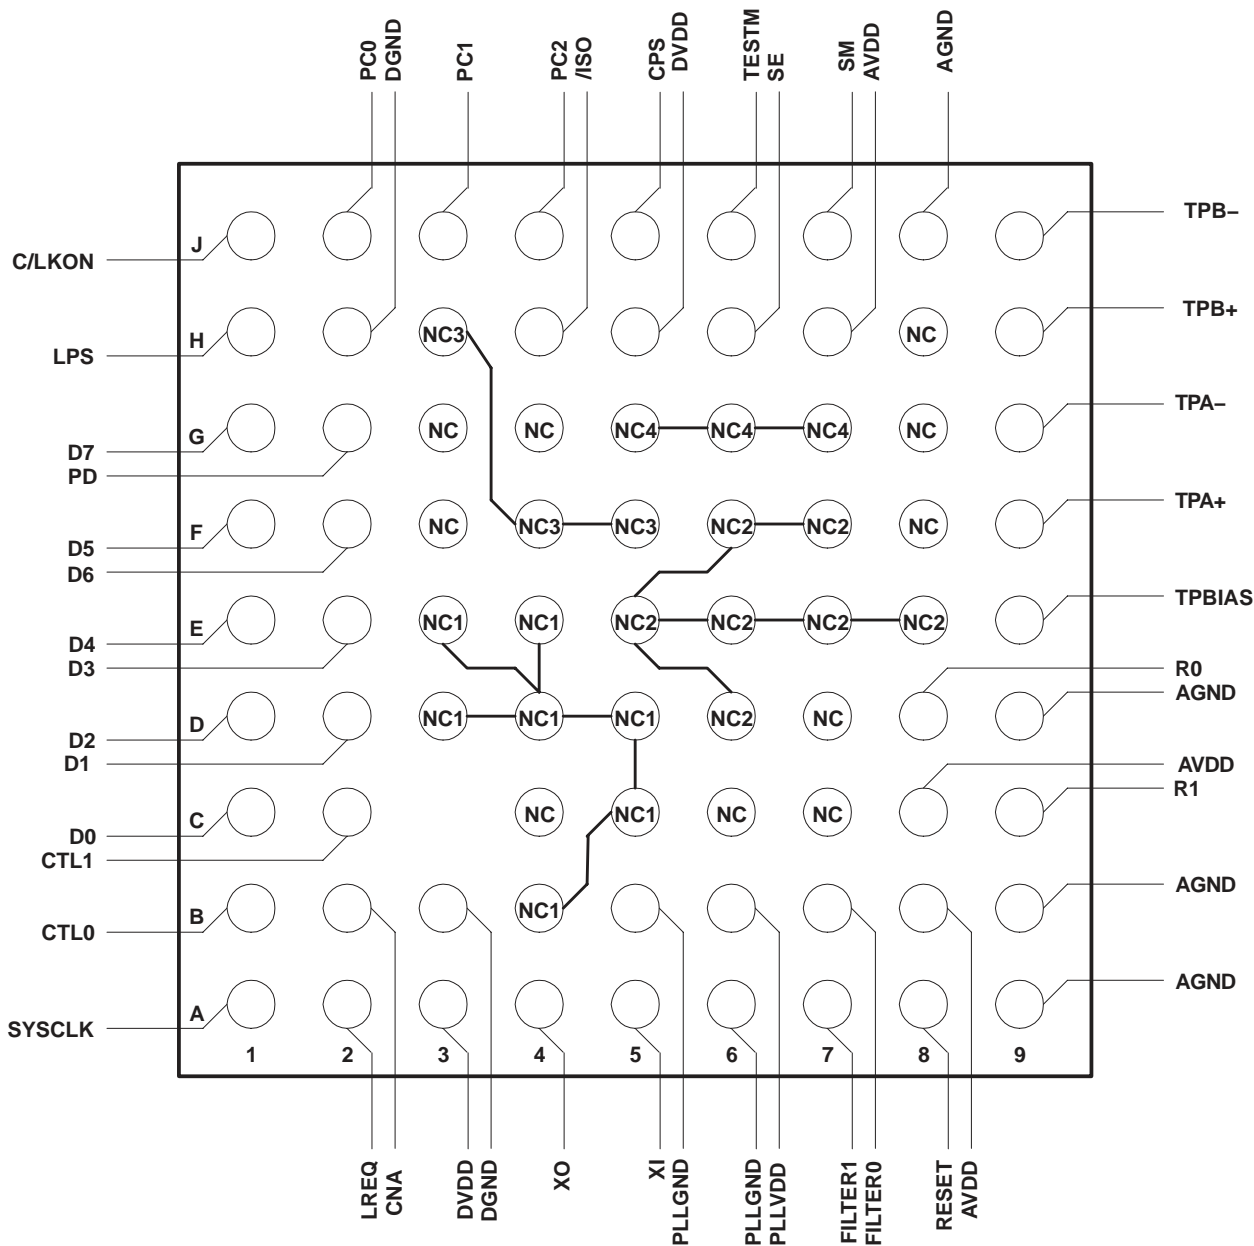 PC0
DGND
PC1
PC2
/ISO
CPS
DVDD
TESTM
SE
SM
AVDD
AGND
J
TPB–
C/LKON
H
NC3
NC
TPB+
LPS
G
NC
NC
NC4
NC4
NC4
NC
TPA–
D7
PD
F
NC
NC3
NC3
NC2
NC2
NC
TPA+
D5
D6
E
NC1
NC1
NC2
NC2
NC2
NC2
TPBIAS
D4
D3
R0
D
NC1
NC1
NC1
NC2
NC
AGND
D2
D1
AVDD
C
NC
NC1
NC
NC
R1
D0
CTL1
B
NC1
AGND
CTL0
A
AGND
SYSCLK
1
2
3
4
5
6
7
8
9
LREQ
CNA
DVDD
DGND
XO
XI
PLLGND
PLLGND
PLLVDD
FILTER1
FILTER0
RESET
AVDD